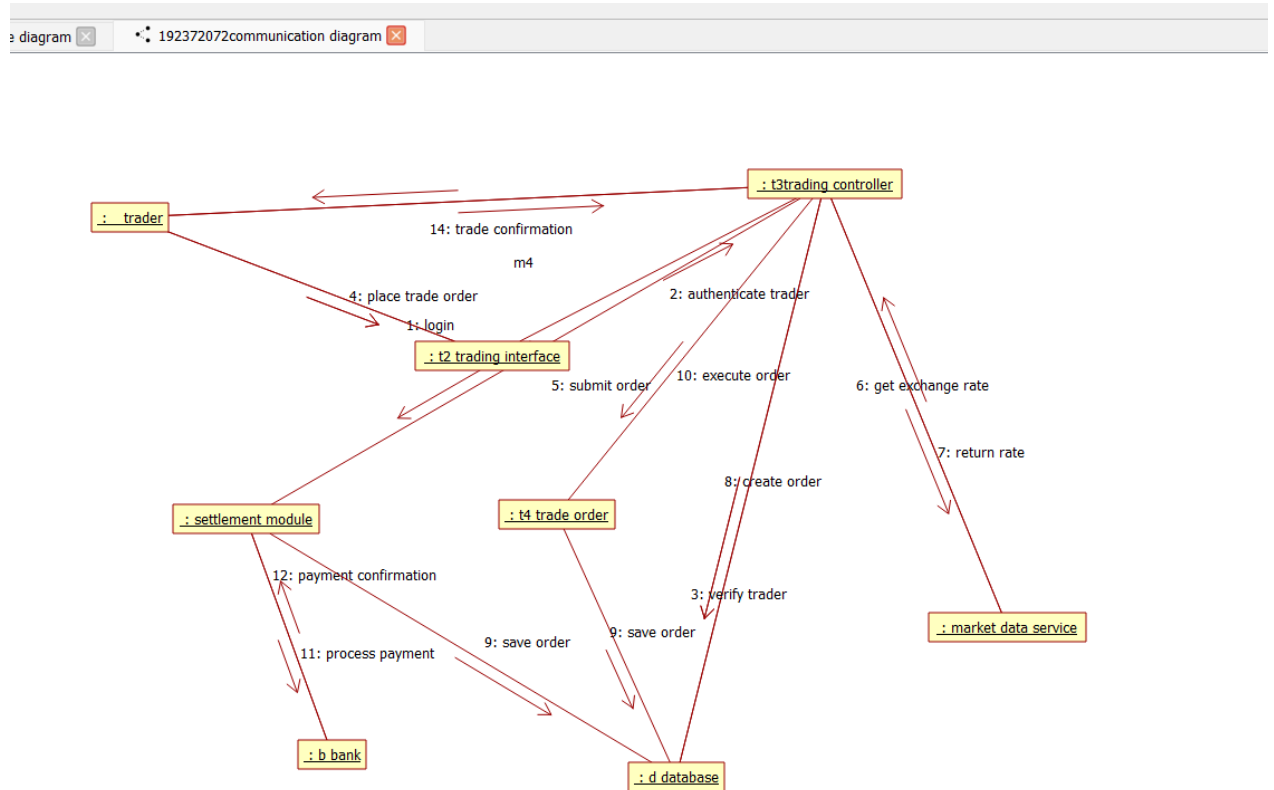 e diagram
192372072communication diagram
: t3trading controller
: trader
14: trade confirmation
m4
4: place trade order
2: authenticate trader
1: login
: t2 trading interface
5: submit order
10: execute order
6: get exchange rate
7: return rate
8: create order
: settlement module
: t4 trade order
12: payment confirmation
3: verify trader
: market data service
9: save order
9: save order
11: process payment
: b bank
: d database